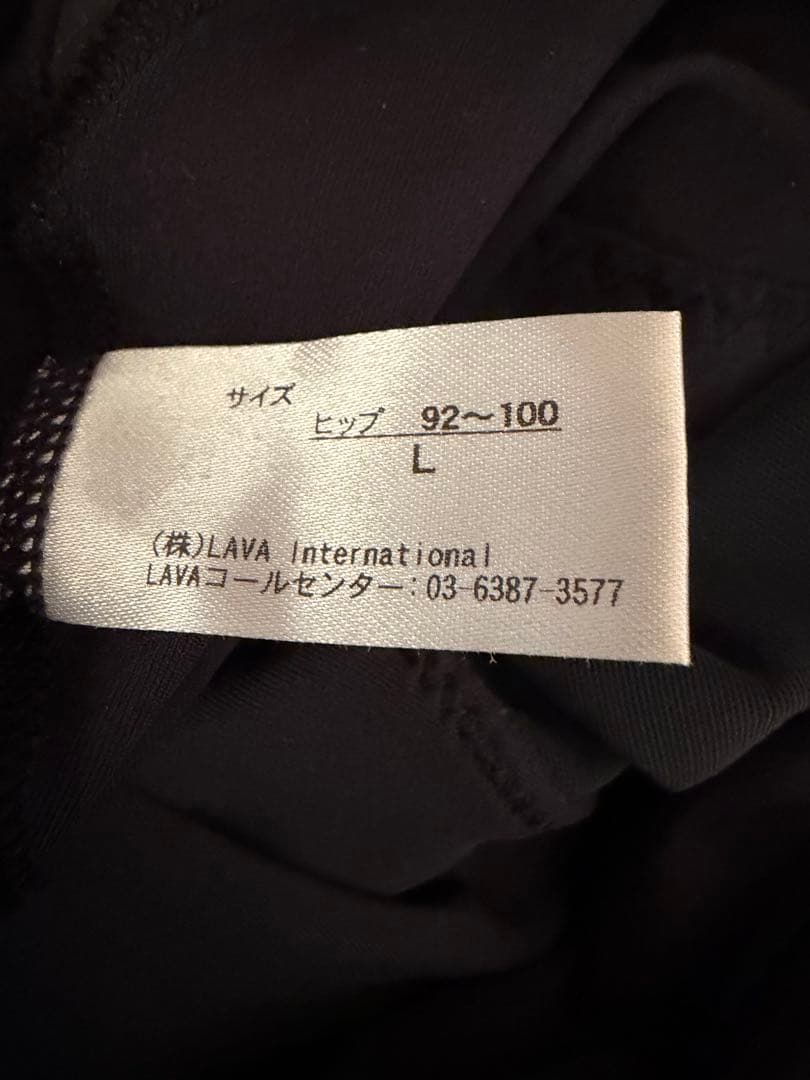 サイズ
ヒップ 92～100
L
(株)LAVA International
LAVAコールセンター:03-6387-3577